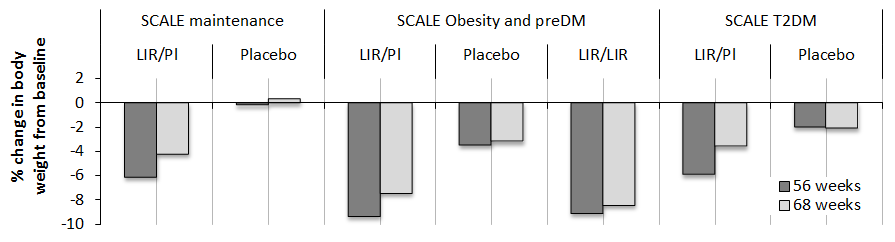 SCALE maintenance SCALE Obesity and preDM SCALE T2DM
LIR/Pl Placebo LIR/Pl Placebo LIR/LIR LIR/Pl Placebo
% change in body
weight from baseline
2
0
-2
-4
-6
-8
-10
56 weeks
68 weeks